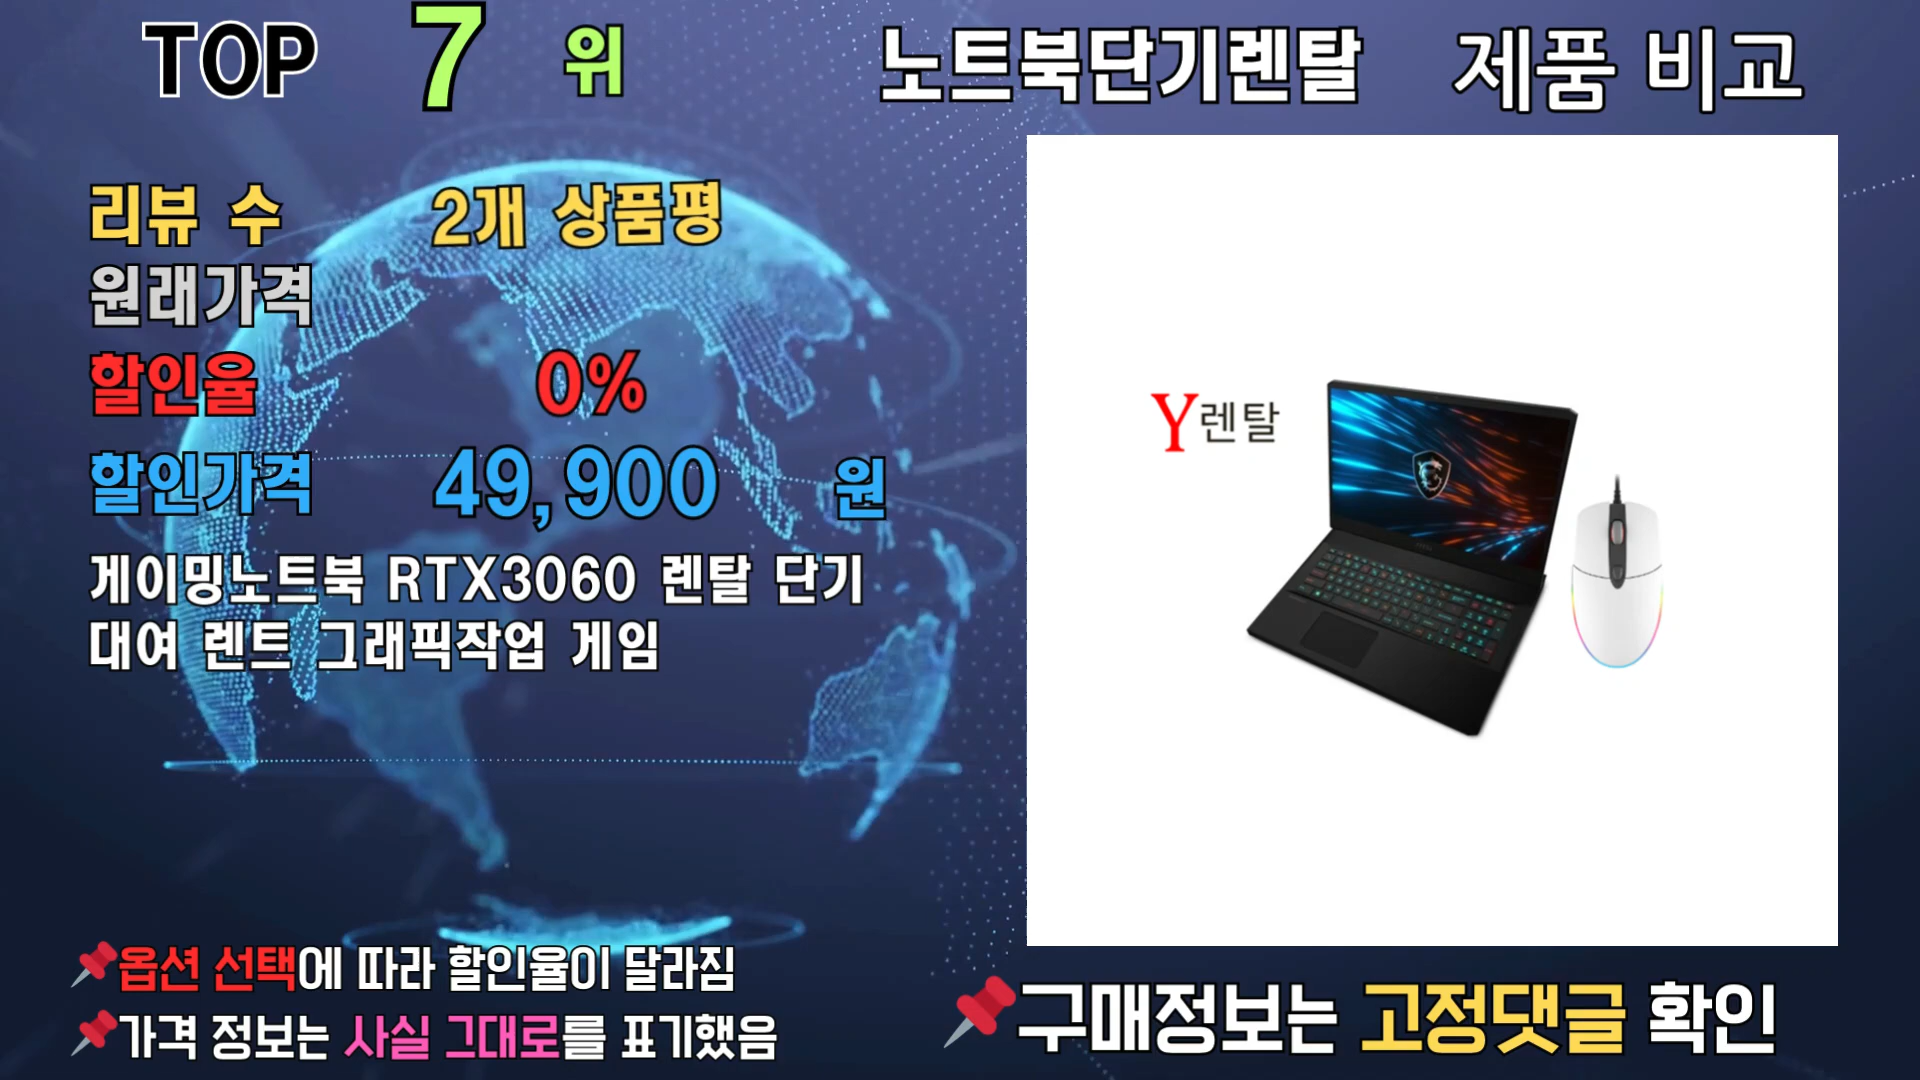 TOP 7 위
노트북단기렌탈 제품 비교
리뷰 수 2개 상품평
원래가격
할인율 0%
할인가격 49,900 원
게이밍노트북 RTX3060 렌탈 단기
대여 렌트 그래픽작업 게임
Y렌탈
옵션 선택에 따라 할인율이 달라짐
가격 정보는 사실 그대로를 표기했음
구매정보는 고정댓글 확인